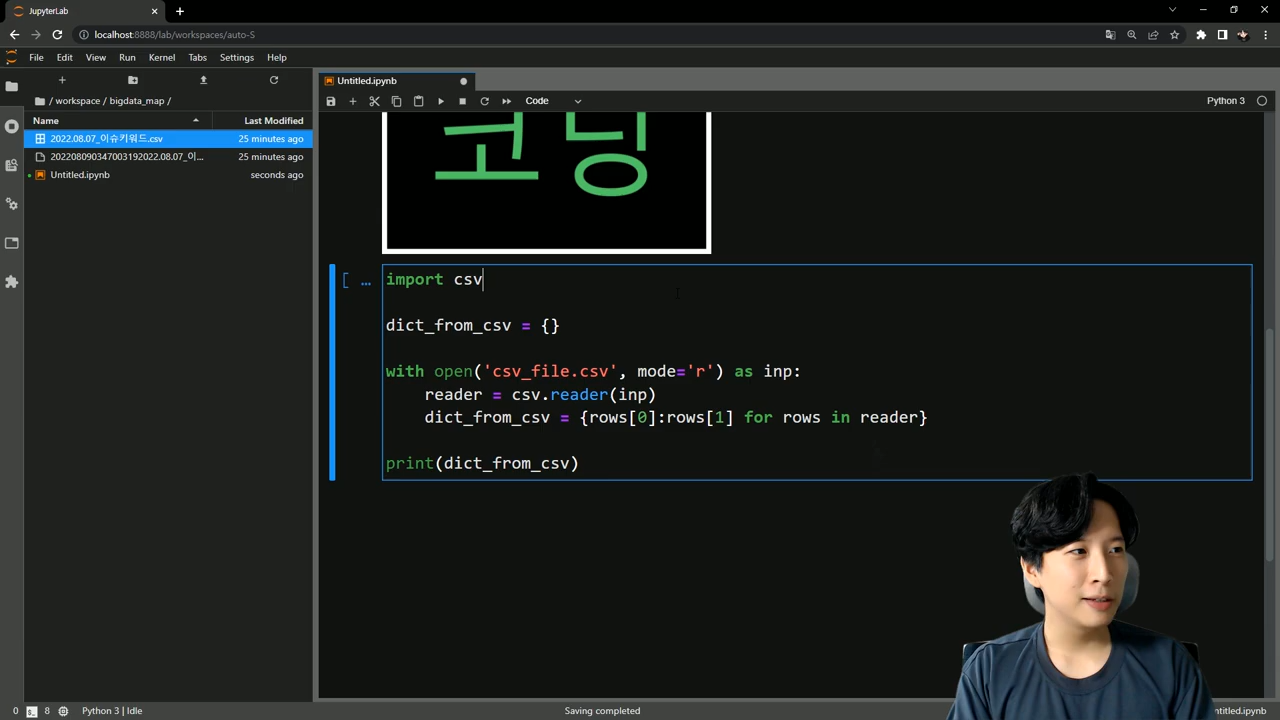 JupyterLab
localhost:8888/lab/workspaces/auto-S
File Edit View Run Kernel Tabs Settings Help
/ workspace / bigdata_map /
Name Last Modified
2022.08.07_이슈키워드.csv 25 minutes ago
202208090347003192022.08.07_이... 25 minutes ago
Untitled.ipynb seconds ago
Untitled.ipynb
Code
Python 3
코딩
[ …
import csv
dict_from_csv = {}
with open('csv_file.csv', mode='r') as inp:
reader = csv.reader(inp)
dict_from_csv = {rows[0]:rows[1] for rows in reader}
print(dict_from_csv)
0 8 Python 3 | Idle Saving completed ntitled.ipynb